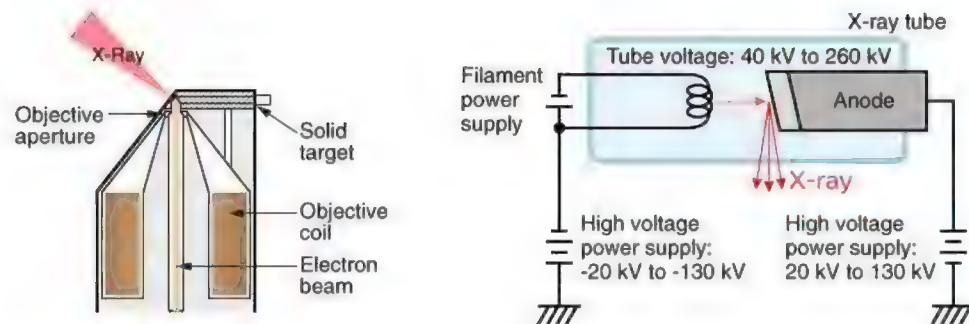 X-Ray
Objective
aperture
Solid
target
Objective
coil
Electron
beam
X-ray tube
Tube voltage: 40 kV to 260 kV
Filament
power
supply
Anode
X-ray
High voltage
power supply:
-20 kV to -130 kV
High voltage
power supply:
20 kV to 130 kV